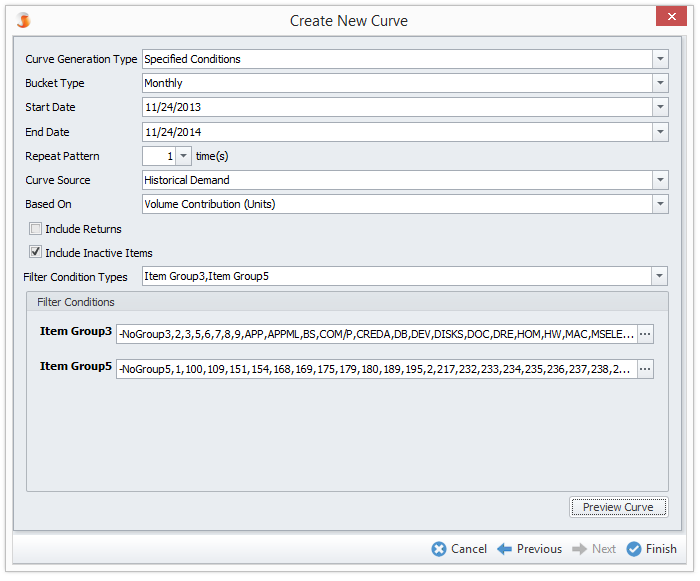 Create New Curve
Curve Generation Type Specified Conditions
Bucket Type Monthly
Start Date 11/24/2013
End Date 11/24/2014
Repeat Pattern 1 time(s)
Curve Source Historical Demand
Based On Volume Contribution (Units)
Include Returns
Include Inactive Items
Filter Condition Types Item Group3,Item Group5
Filter Conditions
Item Group3 -NoGroup3,2,3,5,6,7,8,9,APP,APPML,BS,COM/P,CREDA,DB,DEV,DISKS,DOC,DRE,HOM,HW,MAC,MSELE... ...
Item Group5 -NoGroup5,1,100,109,151,154,168,169,175,179,180,189,195,2,217,232,233,234,235,236,237,238,2... ...
Preview Curve
Cancel Previous Next Finish